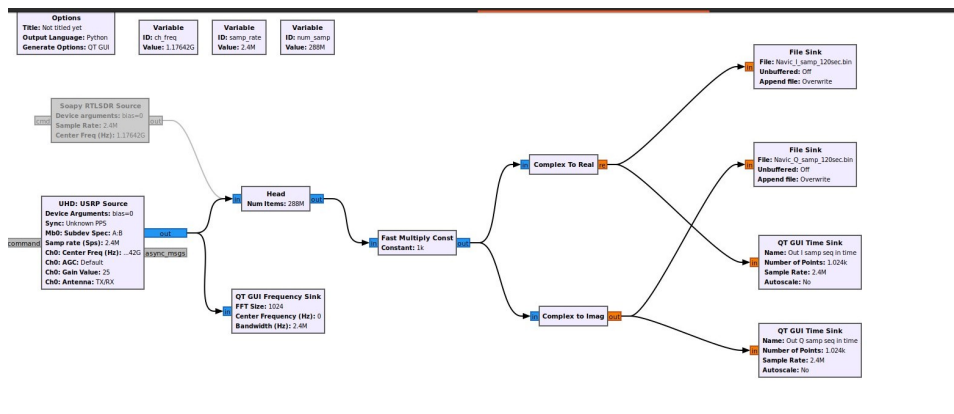 Options
Title: Not titled yet
Output Language: Python
Generate Options: QT GUI
Variable
ID: ch_freq
Value: 1.17642G
Variable
ID: samp_rate
Value: 2.4M
Variable
ID: num_samp
Value: 288M
Soapy RTLSDR Source
Device arguments: bias=0
Sample Rate: 2.4M
Center Freq (Hz): 1.17642G
cmd
out
UHD: USRP Source
Device Arguments: bias=0
Sync: Unknown PPS
Mb0: Subdev Spec: A:B
Samp rate (Sps): 2.4M
Ch0: Center Freq (Hz): ...42G
Ch0: AGC: Default
Ch0: Gain Value: 25
Ch0: Antenna: TX/RX
command
out
async_msgs
in
Head
Num Items: 288M
out
in
QT GUI Frequency Sink
FFT Size: 1024
Center Frequency (Hz): 0
Bandwidth (Hz): 2.4M
in
Fast Multiply Const
Constant: 1k
out
in
Complex To Real
re
in
Complex to Imag
out
in
File Sink
File: Navic_I_samp_120sec.bin
Unbuffered: Off
Append file: Overwrite
in
File Sink
File: Navic_Q_samp_120sec.bin
Unbuffered: Off
Append file: Overwrite
in
QT GUI Time Sink
Name: Out I samp seq in time
Number of Points: 1.024k
Sample Rate: 2.4M
Autoscale: No
in
QT GUI Time Sink
Name: Out Q samp seq in time
Number of Points: 1.024k
Sample Rate: 2.4M
Autoscale: No